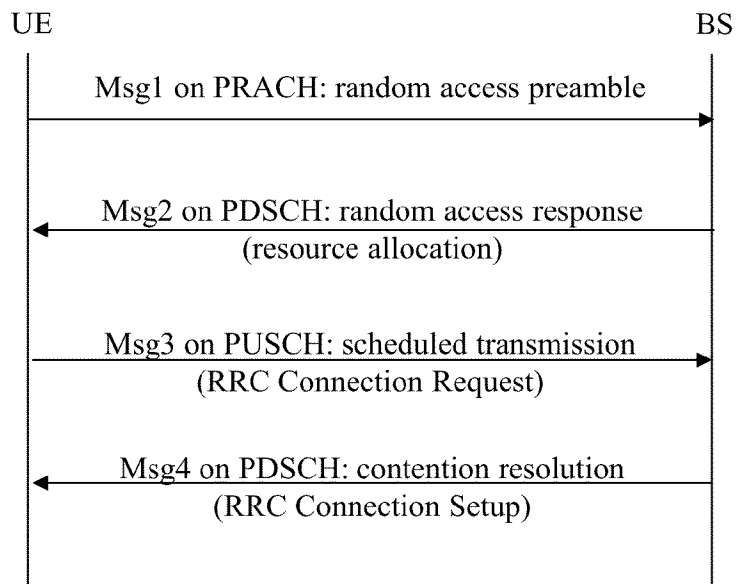 UE
BS
Msg1 on PRACH: random access preamble
Msg2 on PDSCH: random access response
(resource allocation)
Msg3 on PUSCH: scheduled transmission
(RRC Connection Request)
Msg4 on PDSCH: contention resolution
(RRC Connection Setup)